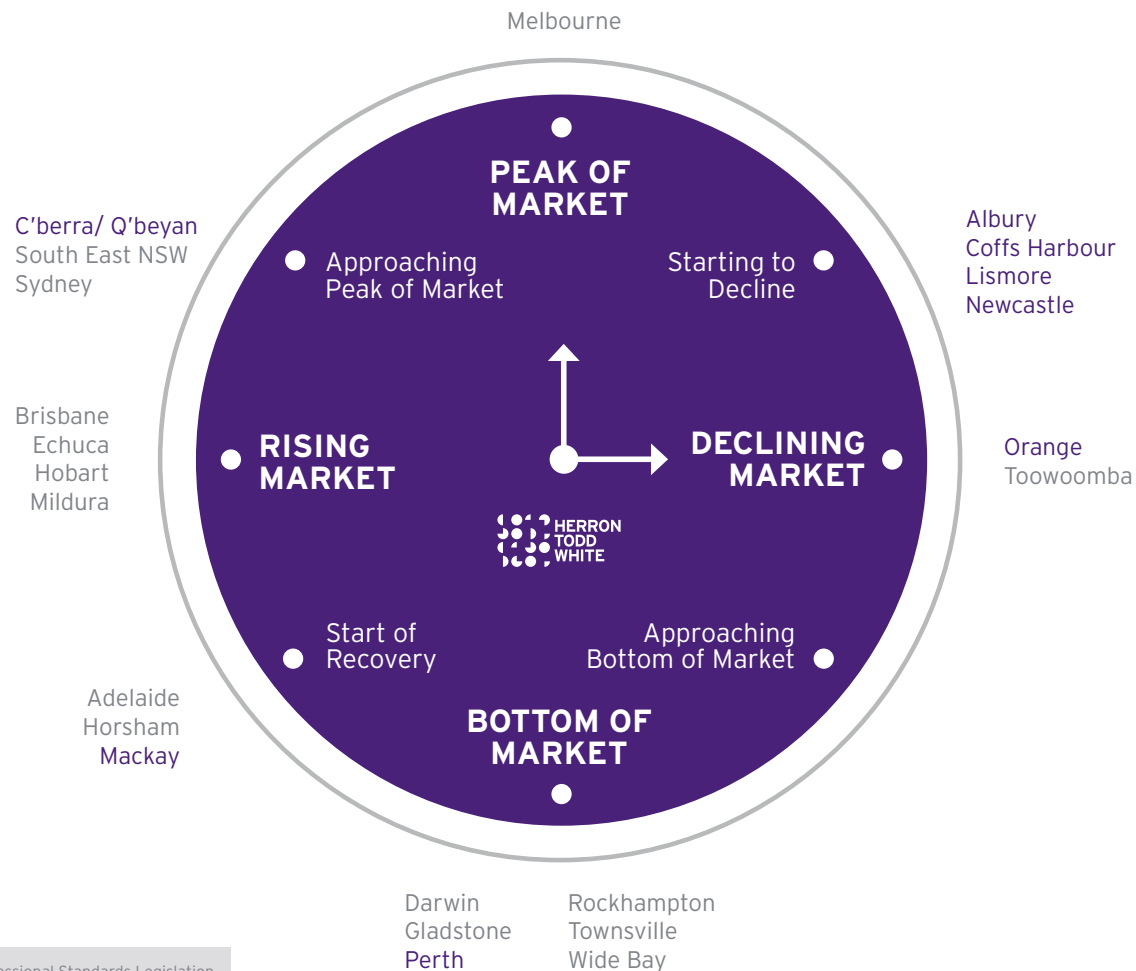 Melbourne
PEAK OF
MARKET
C'berra/ Q'beyan
South East NSW
Sydney
Approaching
Peak of Market
Starting to
Decline
Albury
Coffs Harbour
Lismore
Newcastle
Brisbane
Echuca
Hobart
Mildura
RISING
MARKET
DECLINING
MARKET
Orange
Toowoomba
HERRON
TODD
WHITE
Start of
Recovery
Approaching
Bottom of Market
Adelaide
Horsham
Mackay
BOTTOM OF
MARKET
Darwin
Gladstone
Perth
Rockhampton
Townsville
Wide Bay
Standards Legislation